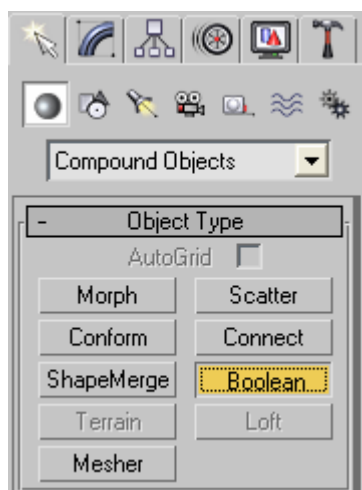 Compound Objects
- Object Type
AutoGrid
Morph Scatter
Conform Connect
ShapeMerge Boolean
Terrain Loft
Mesher